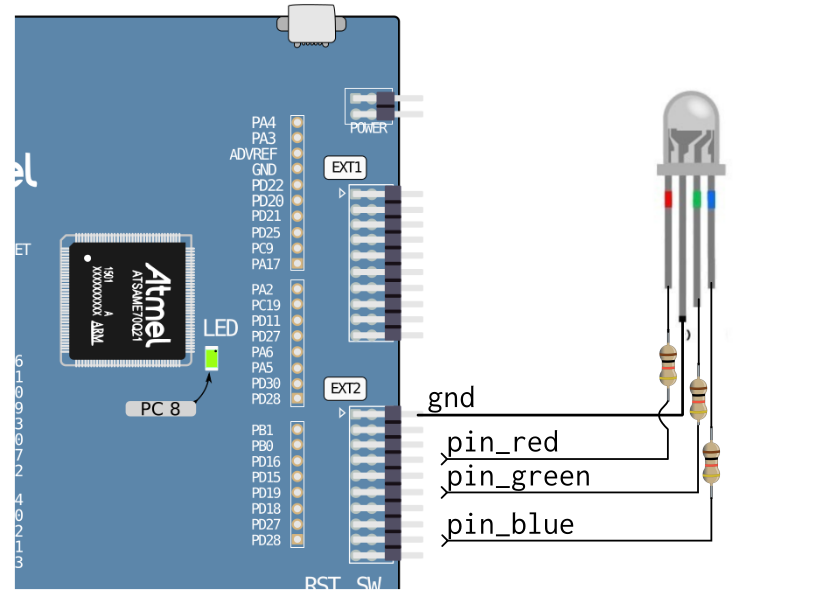 POWER
PA4
PA3
ADVREF
GND
PD22
PD20
PD21
PD25
PC9
PA17
EXT1
el
ET
Atmel
ATSAME70Q21
1501 A
XXXXXXXXX ARM
LED
PC 8
PA2
PC19
PD11
PD27
PA6
PA5
PD30
PD28
EXT2
gnd
pin_red
pin_green
pin_blue
PB1
PB0
PD16
PD15
PD19
PD18
PD27
PD28
6
1
0
9
3
0
7
2
4
0
2
1
3
RST SW